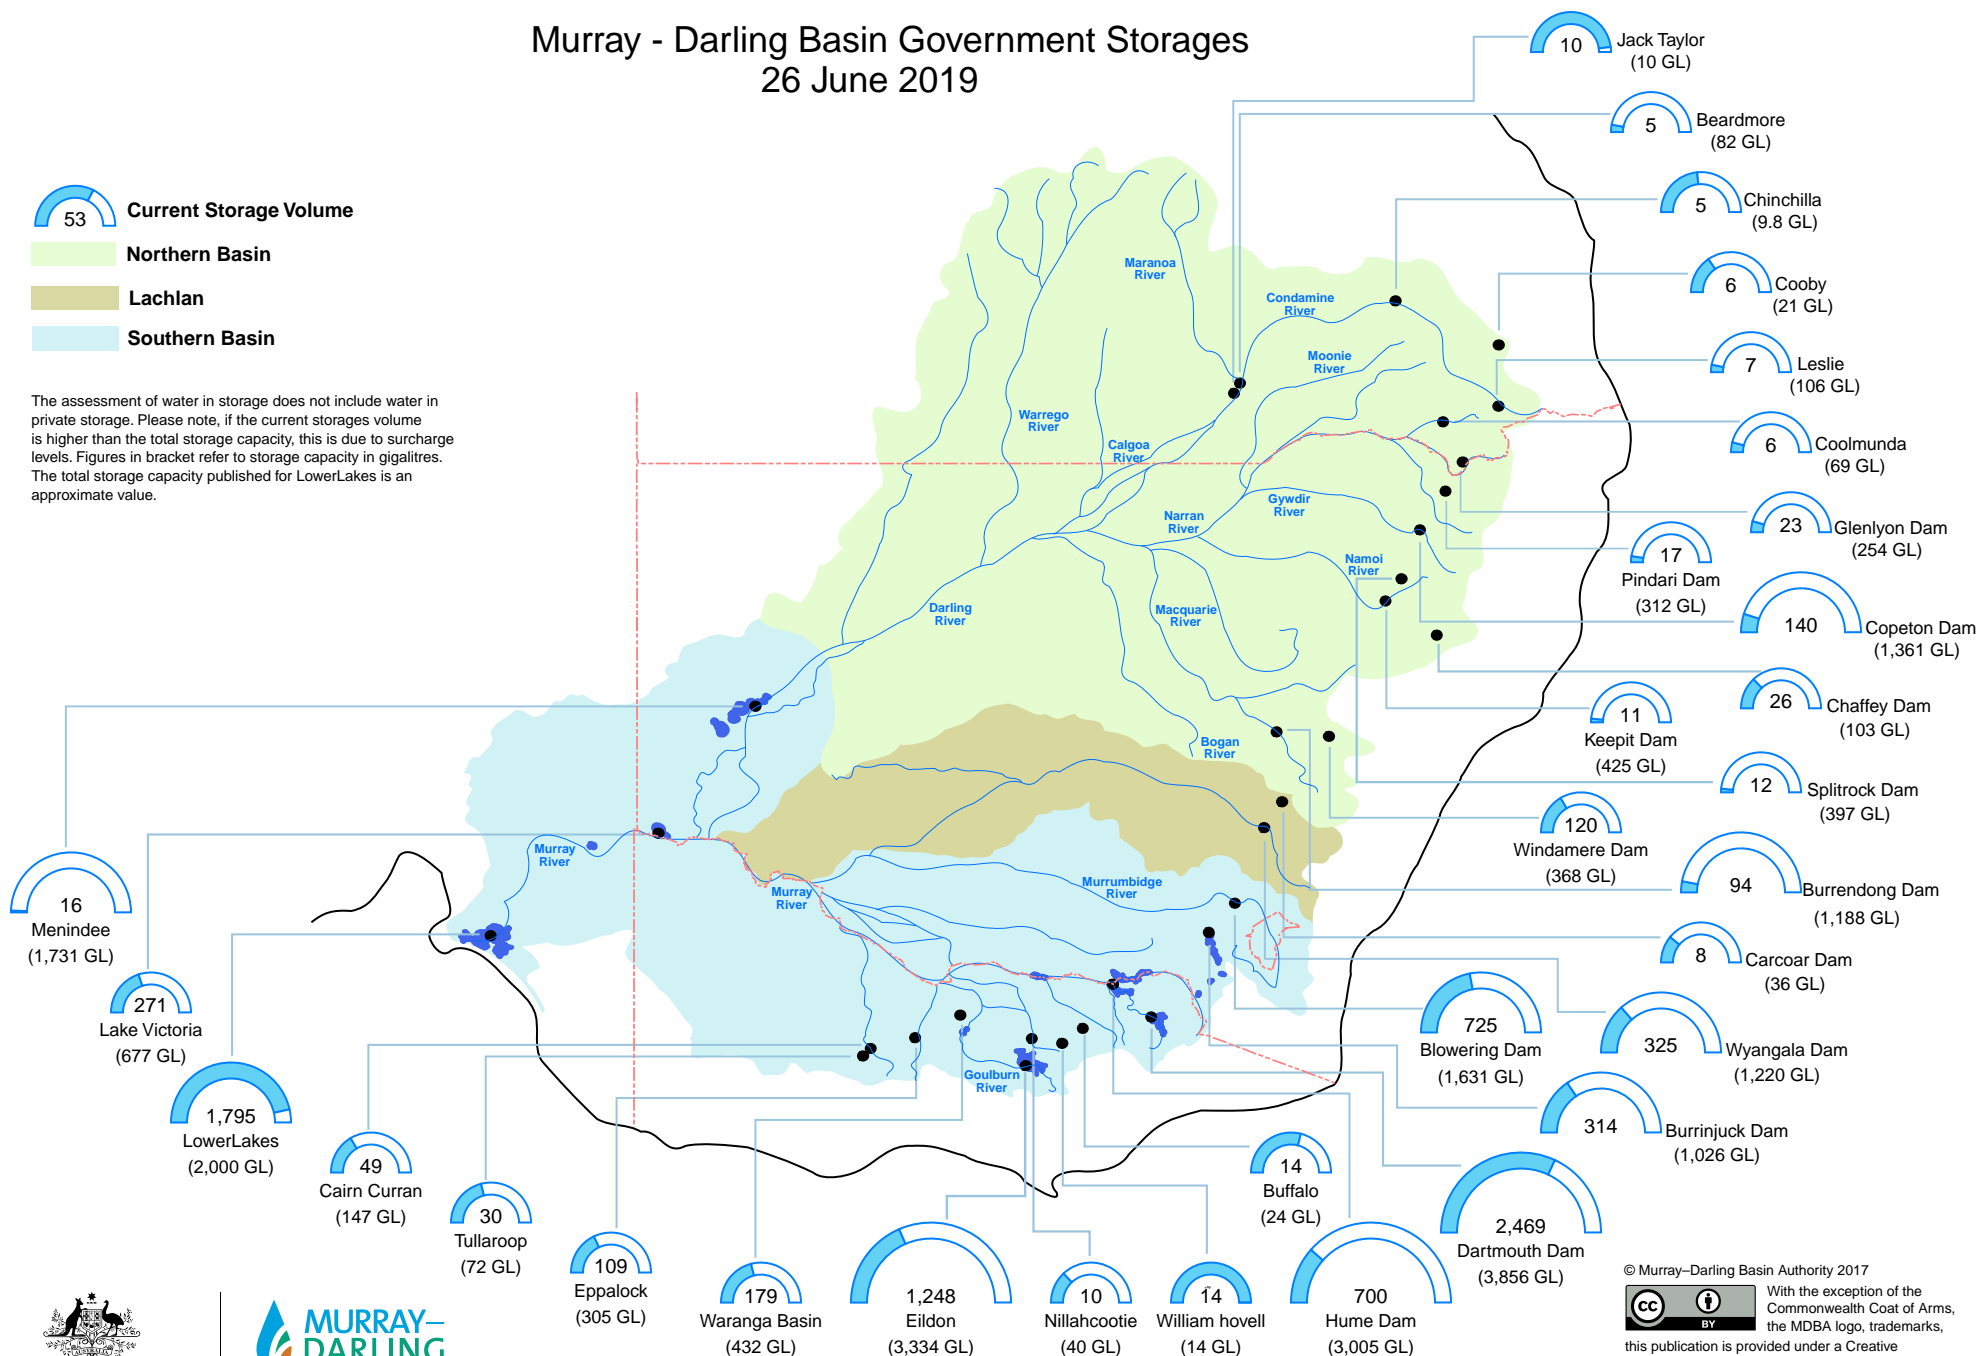 Murray - Darling Basin Government Storages
26 June 2019
53
Current Storage Volume
Northern Basin
Lachlan
Southern Basin
The assessment of water in storage does not include water in
private storage. Please note, if the current storages volume
is higher than the total storage capacity, this is due to surcharge
levels. Figures in bracket refer to storage capacity in gigalitres.
The total storage capacity published for LowerLakes is an
approximate value.
10
Jack Taylor
(10 GL)
5
Beardmore
(82 GL)
5
Chinchilla
(9.8 GL)
6
Cooby
(21 GL)
7
Leslie
(106 GL)
6
Coolmunda
(69 GL)
23
Glenlyon Dam
(254 GL)
17
Pindari Dam
(312 GL)
140
Copeton Dam
(1,361 GL)
26
Chaffey Dam
(103 GL)
11
Keepit Dam
(425 GL)
12
Splitrock Dam
(397 GL)
120
Windamere Dam
(368 GL)
94
Burrendong Dam
(1,188 GL)
8
Carcoar Dam
(36 GL)
725
Blowering Dam
(1,631 GL)
325
Wyangala Dam
(1,220 GL)
314
Burrinjuck Dam
(1,026 GL)
2,469
Dartmouth Dam
(3,856 GL)
Maranoa
River
Condamine
River
Moonie
River
Warrego
River
Calgoa
River
Gywdir
River
Narran
River
Namoi
River
Darling
River
Macquarie
River
Bogan
River
Murray
River
Murray
River
Murrumbidge
River
Goulburn
River
16
Menindee
(1,731 GL)
271
Lake Victoria
(677 GL)
1,795
LowerLakes
(2,000 GL)
49
Cairn Curran
(147 GL)
30
Tullaroop
(72 GL)
109
Eppalock
(305 GL)
179
Waranga Basin
(432 GL)
1,248
Eildon
(3,334 GL)
10
Nillahcootie
(40 GL)
14
William hovell
(14 GL)
14
Buffalo
(24 GL)
700
Hume Dam
(3,005 GL)
AUSTRALIA
MURRAY–
DARLING
© Murray–Darling Basin Authority 2017
cc
BY
With the exception of the
Commonwealth Coat of Arms,
the MDBA logo, trademarks,
this publication is provided under a Creative